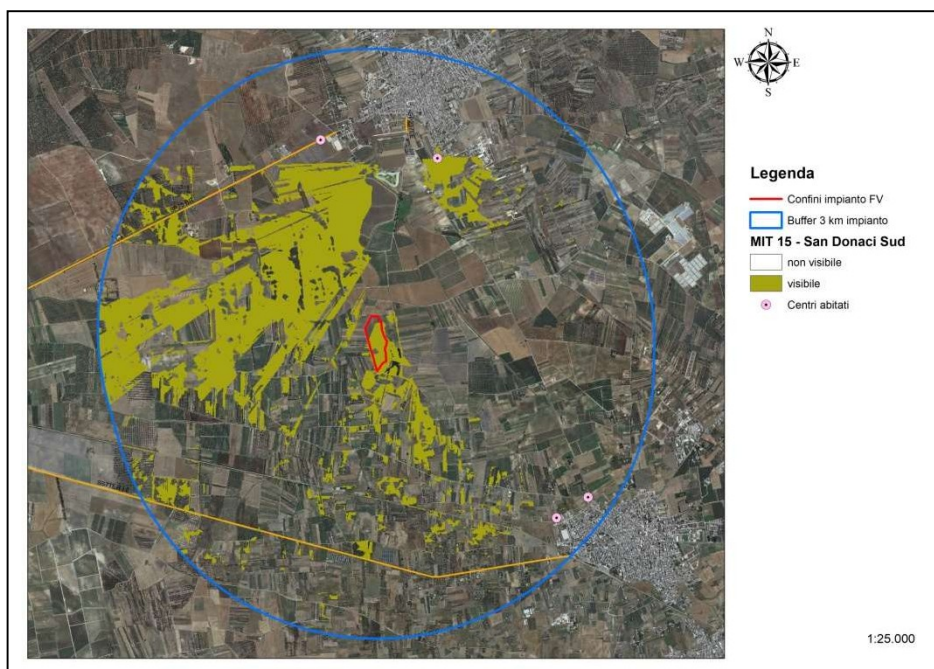 N
W E
S
Legenda
Confini impianto FV
Buffer 3 km impianto
MIT 15 - San Donaci Sud
non visibile
visibile
Centri abitati
1:25.000